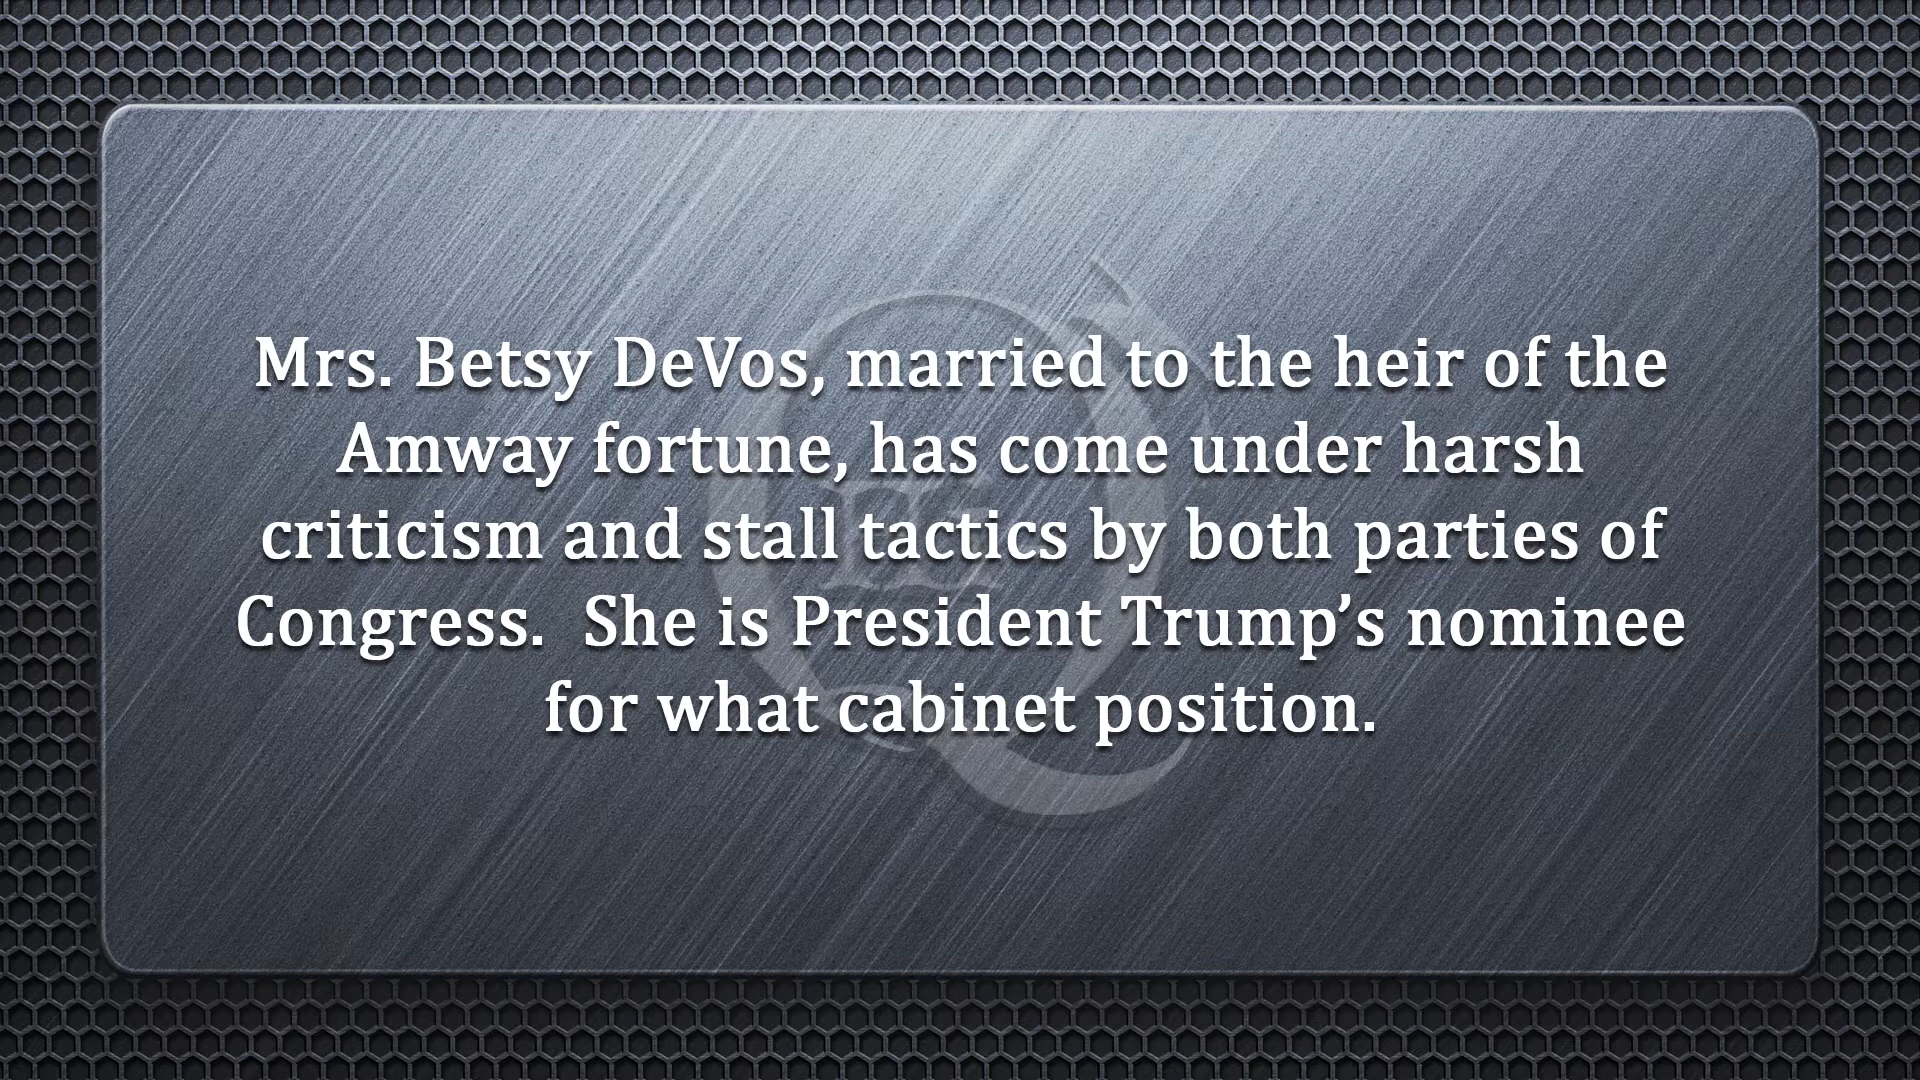 Mrs. Betsy DeVos, married to the heir of the
Amway fortune, has come under harsh
criticism and stall tactics by both parties of
Congress.  She is President Trump’s nominee
for what cabinet position.